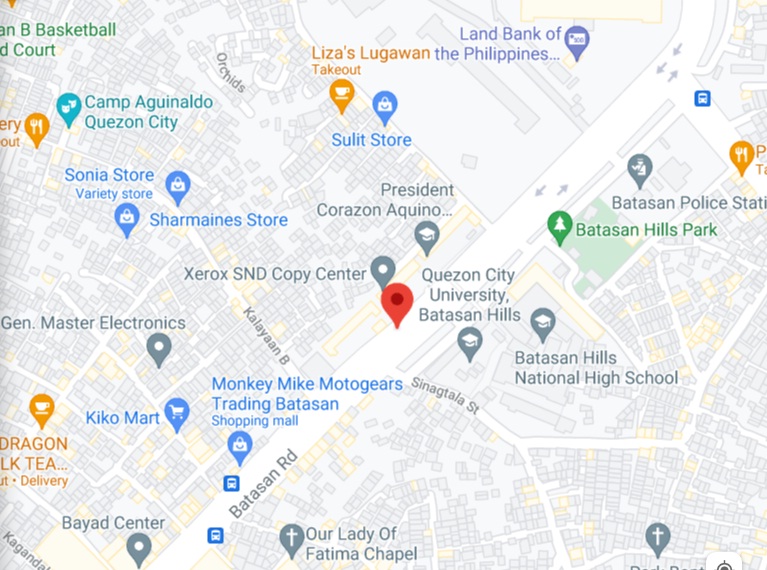 an B Basketball
d Court
Land Bank of
the Philippines...
Liza's Lugawan
Takeout
Orchids
Camp Aguinaldo
Quezon City
ery
out
Sulit Store
Sonia Store
Variety store
Sharmaines Store
President
Corazon Aquino...
P
Ta
Batasan Police Stati
Batasan Hills Park
Xerox SND Copy Center
Quezon City
University,
Batasan Hills
Gen. Master Electronics
Kalayaan B
Batasan Hills
National High School
Monkey Mike Motogears
Trading Batasan
Shopping mall
Sinagtala St
Kiko Mart
DRAGON
LK TEA...
ut • Delivery
Batasan Rd
Bayad Center
Our Lady Of
Fatima Chapel
Kaganda